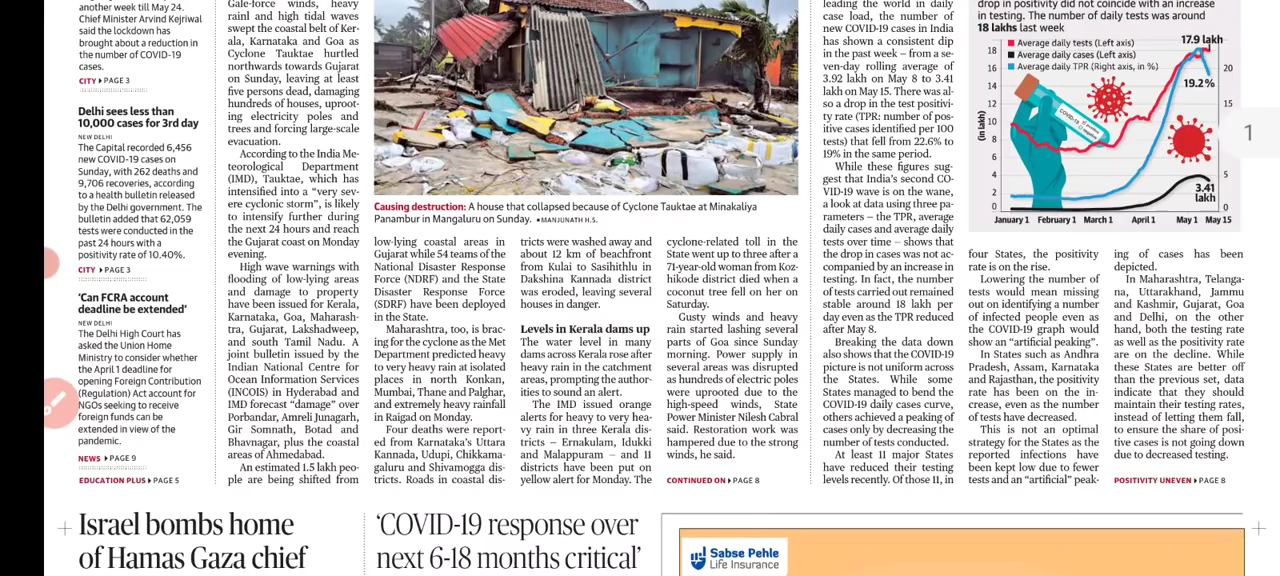 another week till May 24.
Chief Minister Arvind Kejriwal
said the lockdown has
brought about a reduction in
the number of COVID-19
cases.
CITY ▸ PAGE 3
Delhi sees less than
10,000 cases for 3rd day
NEW DELHI
The Capital recorded 6,456
new COVID-19 cases on
Sunday, with 262 deaths and
9,706 recoveries, according
to a health bulletin released
by the Delhi government. The
bulletin added that 62,059
tests were conducted in the
past 24 hours with a
positivity rate of 10.40%.
CITY ▸ PAGE 3
‘Can FCRA account
deadline be extended’
NEW DELHI
The Delhi High Court has
asked the Union Home
Ministry to consider whether
the April 1 deadline for
opening Foreign Contribution
(Regulation) Act account for
NGOs seeking to receive
foreign funds can be
extended in view of the
pandemic.
NEWS ▸ PAGE 9
EDUCATION PLUS ▸ PAGE 5
Gale-force winds, heavy
rain and high tidal waves
swept the coastal belt of Ker-
ala, Karnataka and Goa as
Cyclone Tauktae hurtled
northwards towards Gujarat
on Sunday, leaving at least
five persons dead, damaging
hundreds of houses, uproot-
ing electricity poles and
trees and forcing large-scale
evacuation.
According to the India Me-
teorological Department
(IMD), Tauktae, which has
intensified into a “very sev-
ere cyclonic storm”, is likely
to intensify further during
the next 24 hours and reach
the Gujarat coast on Monday
evening.
High wave warnings with
flooding of low-lying areas
and damage to property
have been issued for Kerala,
Karnataka, Goa, Maharash-
tra, Gujarat, Lakshadweep,
and south Tamil Nadu. A
joint bulletin issued by the
Indian National Centre for
Ocean Information Services
(INCOIS) in Hyderabad and
IMD forecast “damage” over
Porbandar, Amreli Junagarh,
Gir Somnath, Botad and
Bhavnagar, plus the coastal
areas of Ahmedabad.
An estimated 1.5 lakh peo-
ple are being shifted from
Causing destruction: A house that collapsed because of Cyclone Tauktae at Minakaliya
Panambur in Mangaluru on Sunday. ▪ MANJUNATH H.S.
low-lying coastal areas in
Gujarat while 54 teams of the
National Disaster Response
Force (NDRF) and the State
Disaster Response Force
(SDRF) have been deployed
in the State.
Maharashtra, too, is brac-
ing for the cyclone as the Met
Department predicted heavy
to very heavy rain at isolated
places in north Konkan,
Mumbai, Thane and Palghar,
and extremely heavy rainfall
in Raigad on Monday.
Four deaths were report-
ed from Karnataka’s Uttara
Kannada, Udupi, Chikkama-
galuru and Shivamogga dis-
tricts. Roads in coastal dis-
tricts were washed away and
about 12 km of beachfront
from Kulai to Sasihithlu in
Dakshina Kannada district
was eroded, leaving several
houses in danger.
Levels in Kerala dams up
The water level in many
dams across Kerala rose after
heavy rain in the catchment
areas, prompting the author-
ities to sound an alert.
The IMD issued orange
alerts for heavy to very hea-
vy rain in three Kerala dis-
tricts – Ernakulam, Idukki
and Malappuram – and 11
districts have been put on
yellow alert for Monday. The
cyclone-related toll in the
State went up to three after a
71-year-old woman from Koz-
hikode district died when a
coconut tree fell on her on
Saturday.
Gusty winds and heavy
rain started lashing several
parts of Goa since Sunday
morning. Power supply in
several areas was disrupted
as hundreds of electric poles
were uprooted due to the
high-speed winds, State
Power Minister Nilesh Cabral
said. Restoration work was
hampered due to the strong
winds, he said.
CONTINUED ON ▸ PAGE 8
leading the world in daily
case load, the number of
new COVID-19 cases in India
has shown a consistent dip
in the past week – from a se-
ven-day rolling average of
3.92 lakh on May 8 to 3.41
lakh on May 15. There was al-
so a drop in the test positivi-
ty rate (TPR: number of pos-
itive cases identified per 100
tests) that fell from 22.6% to
19% in the same period.
While these figures sug-
gest that India’s second CO-
VID-19 wave is on the wane,
a look at data using three pa-
rameters – the TPR, average
daily cases and average daily
tests over time – shows that
the drop in cases was not ac-
companied by an increase in
testing. In fact, the number
of tests carried out remained
stable around 18 lakh per
day even as the TPR reduced
after May 8.
Breaking the data down
also shows that the COVID-19
picture is not uniform across
the States. While some
States managed to bend the
COVID-19 daily cases curve,
others achieved a peaking of
cases only by decreasing the
number of tests conducted.
At least 11 major States
have reduced their testing
levels recently. Of those 11, in
drop in positivity did not coincide with an increase
in testing. The number of daily tests was around
18 lakhs last week
17.9 lakh
Average daily tests (Left axis)
Average daily cases (Left axis)
Average daily TPR (Right axis, in %)
(in lakh)
18
16
14
12
10
8
6
4
2
0
20
15
5
0
19.2%
3.41
lakh
COVID-19
January 1 February 1 March 1 April 1 May 1 May 15
four States, the positivity
rate is on the rise.
Lowering the number of
tests would mean missing
out on identifying a number
of infected people even as
the COVID-19 graph would
show an “artificial peaking”.
In States such as Andhra
Pradesh, Assam, Karnataka
and Rajasthan, the positivity
rate has been on the in-
crease, even as the number
of tests have decreased.
This is not an optimal
strategy for the States as the
reported infections have
been kept low due to fewer
tests and an “artificial” peak-
ing of cases has been
depicted.
In Maharashtra, Telanga-
na, Uttarakhand, Jammu
and Kashmir, Gujarat, Goa
and Delhi, on the other
hand, both the testing rate
as well as the positivity rate
are on the decline. While
these States are better off
than the previous set, data
indicate that they should
maintain their testing rates,
instead of letting them fall,
to ensure the share of posi-
tive cases is not going down
due to decreased testing.
POSITIVITY UNEVEN ▸ PAGE 8
1
Israel bombs home
of Hamas Gaza chief
‘COVID-19 response over
next 6-18 months critical’
Sabse Pehle
Life Insurance